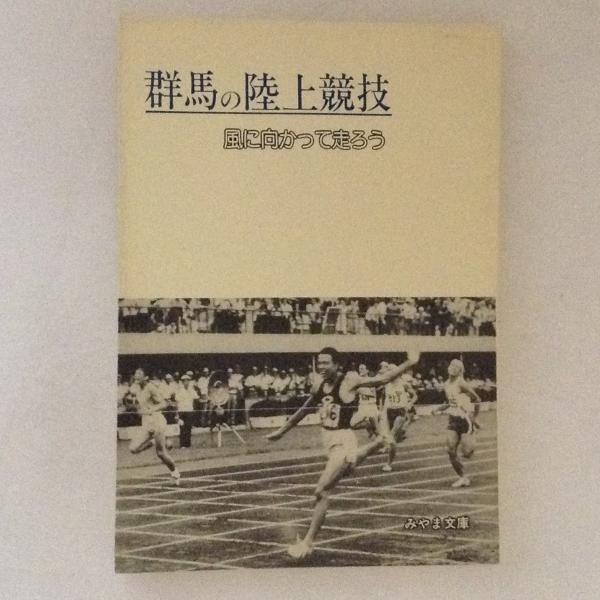 群馬の陸上競技
風に向かって走ろう
みやま文庫